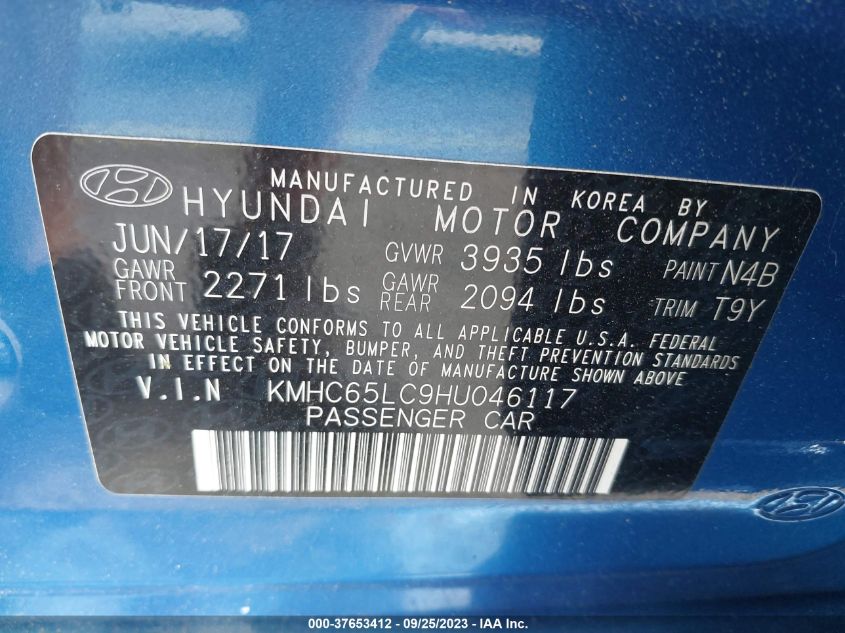 MANUFACTURED IN KOREA BY
HYUNDAI MOTOR COMPANY
JUN/17/17 GVWR 3935 lbs PAINT N4B
GAWR FRONT 2271 lbs GAWR REAR 2094 lbs TRIM T9Y
THIS VEHICLE CONFORMS TO ALL APPLICABLE U.S.A. FEDERAL
MOTOR VEHICLE SAFETY, BUMPER, AND THEFT PREVENTION STANDARDS
IN EFFECT ON THE DATE OF MANUFACTURE SHOWN ABOVE
V.I.N KMHC65LC9HU046117
PASSENGER CAR
000-37653412 - 09/25/2023 - IAA Inc.